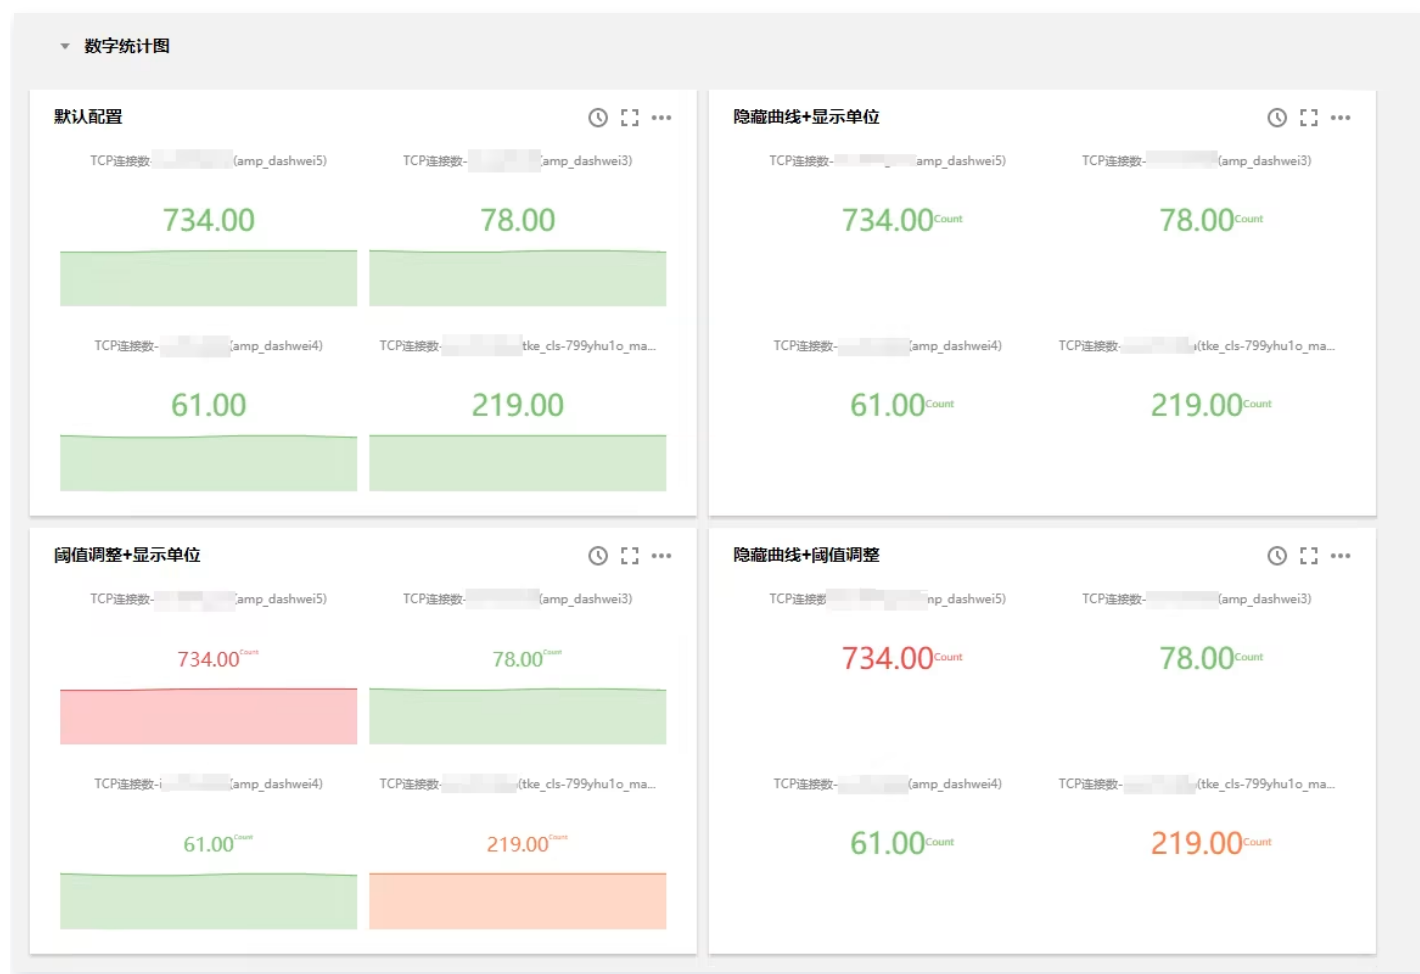 数字统计图
默认配置
TCP连接数- (amp_dashwei5)
TCP连接数- (amp_dashwei3)
734.00
78.00
TCP连接数- (amp_dashwei4)
TCP连接数- tke_cls-799yhu1o_ma...
61.00
219.00
隐藏曲线+显示单位
TCP连接数- amp_dashwei5)
TCP连接数- (amp_dashwei3)
734.00Count
78.00Count
TCP连接数- (amp_dashwei4)
TCP连接数- (tke_cls-799yhu1o_ma...
61.00Count
219.00Count
阈值调整+显示单位
TCP连接数- (amp_dashwei5)
TCP连接数- (amp_dashwei3)
734.00Count
78.00Count
TCP连接数-i (amp_dashwei4)
TCP连接数- (tke_cls-799yhu1o_ma...
61.00Count
219.00Count
隐藏曲线+阈值调整
TCP连接数 mp_dashwei5)
TCP连接数- (amp_dashwei3)
734.00Count
78.00Count
TCP连接数- (amp_dashwei4)
TCP连接数- (tke_cls-799yhu1o_ma...
61.00Count
219.00Count